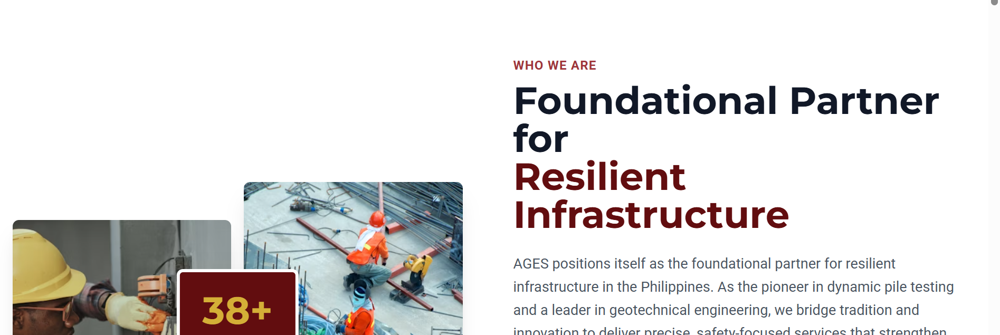 WHO WE ARE
Foundational Partner
for
Resilient
Infrastructure
AGES positions itself as the foundational partner for resilient
infrastructure in the Philippines. As the pioneer in dynamic pile testing
and a leader in geotechnical engineering, we bridge tradition and
innovation to deliver precise, safety-focused services that strengthen
38+